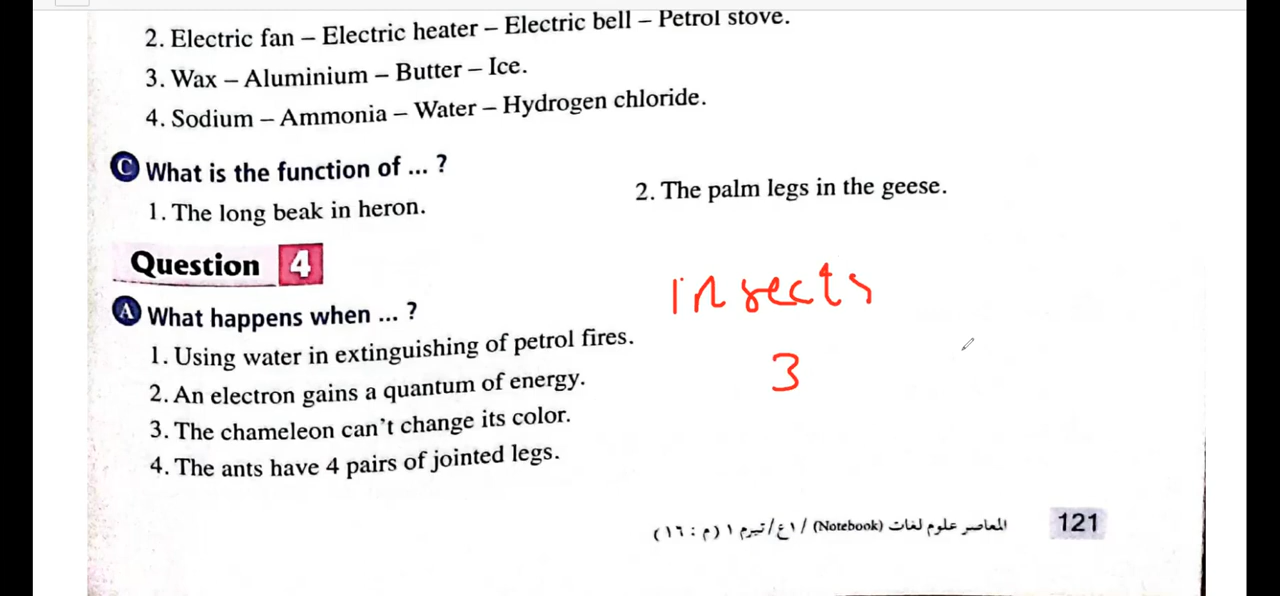 2. Electric fan – Electric heater – Electric bell – Petrol stove.
3. Wax – Aluminium – Butter – Ice.
4. Sodium – Ammonia – Water – Hydrogen chloride.
C What is the function of ... ?
1. The long beak in heron.
2. The palm legs in the geese.
Question 4
A What happens when ... ?
1. Using water in extinguishing of petrol fires.
2. An electron gains a quantum of energy.
3. The chameleon can't change its color.
4. The ants have 4 pairs of jointed legs.
insects
3
المعاصر علوم لغات (Notebook) / ١ع / تيرم ١ (م : ١٦)
121